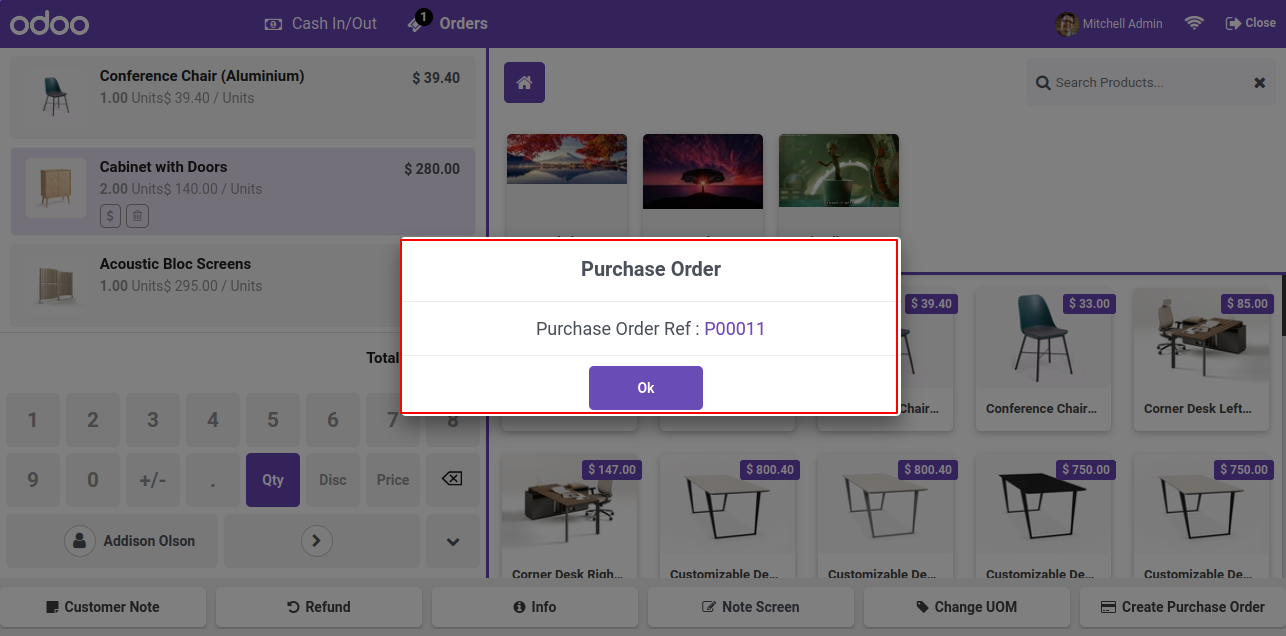 odoo
Cash In/Out
1
Orders
Mitchell Admin
Close
Conference Chair (Aluminium)
$ 39.40
1.00 Units$ 39.40 / Units
Cabinet with Doors
$ 280.00
2.00 Units$ 140.00 / Units
$
Acoustic Bloc Screens
1.00 Units$ 295.00 / Units
Total
Search Products...
Purchase Order
Purchase Order Ref : P00011
Ok
$ 39.40
$ 33.00
$ 85.00
Chair...
Conference Chair...
Corner Desk Left...
1 2 3 4 5 6 7 8
9 0 +/- . Qty Disc Price
Addison Olson
$ 147.00
$ 800.40
$ 800.40
$ 750.00
$ 750.00
Corner Desk Righ...
Customizable De...
Customizable De...
Customizable De...
Customizable De...
Customer Note
Refund
Info
Note Screen
Change UOM
Create Purchase Order